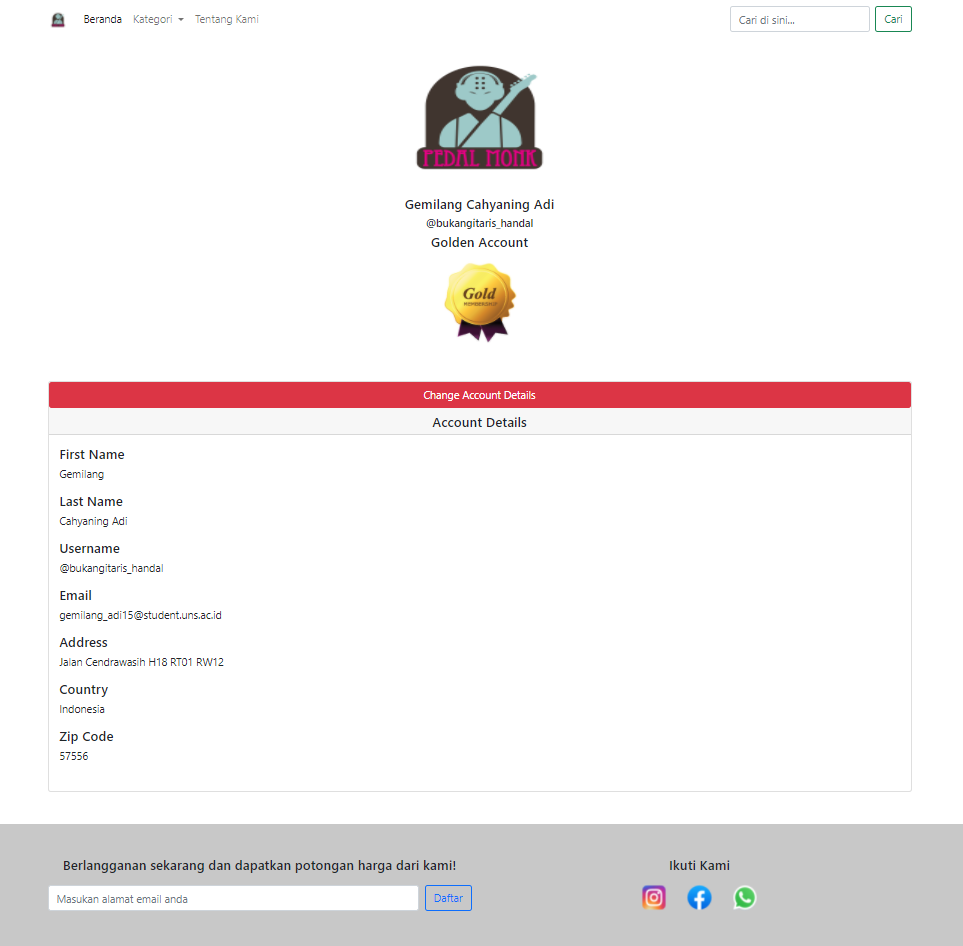 Beranda Kategori Tentang Kami Cari di sini... Cari
PEDAL MONK
Gemilang Cahyaning Adi
@bukangitaris_handal
Golden Account
Gold
MEMBERSHIP
Change Account Details
Account Details
First Name
Gemilang
Last Name
Cahyaning Adi
Username
@bukangitaris_handal
Email
gemilang_adi15@student.uns.ac.id
Address
Jalan Cendrawasih H18 RT01 RW12
Country
Indonesia
Zip Code
57556
Berlangganan sekarang dan dapatkan potongan harga dari kami!
Masukan alamat email anda Daftar
Ikuti Kami